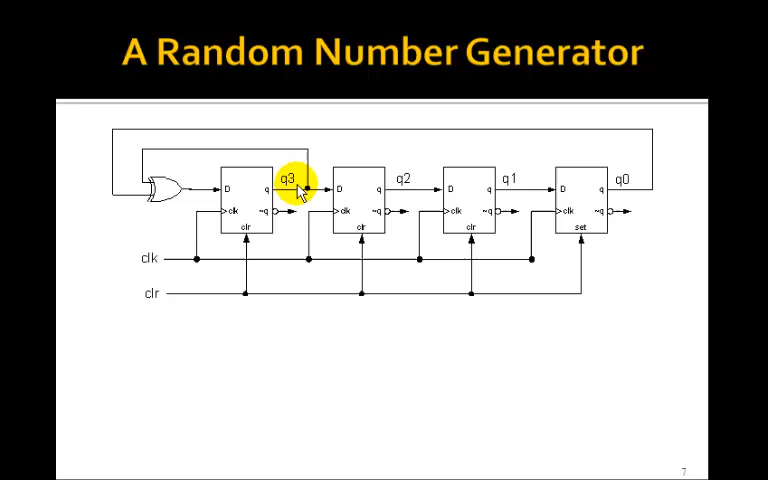 A Random Number Generator
q3 q2 q1 q0
D q D q D q D q
clk ~q clk ~q clk ~q clk ~q
clr clr clr set
clk
clr
7